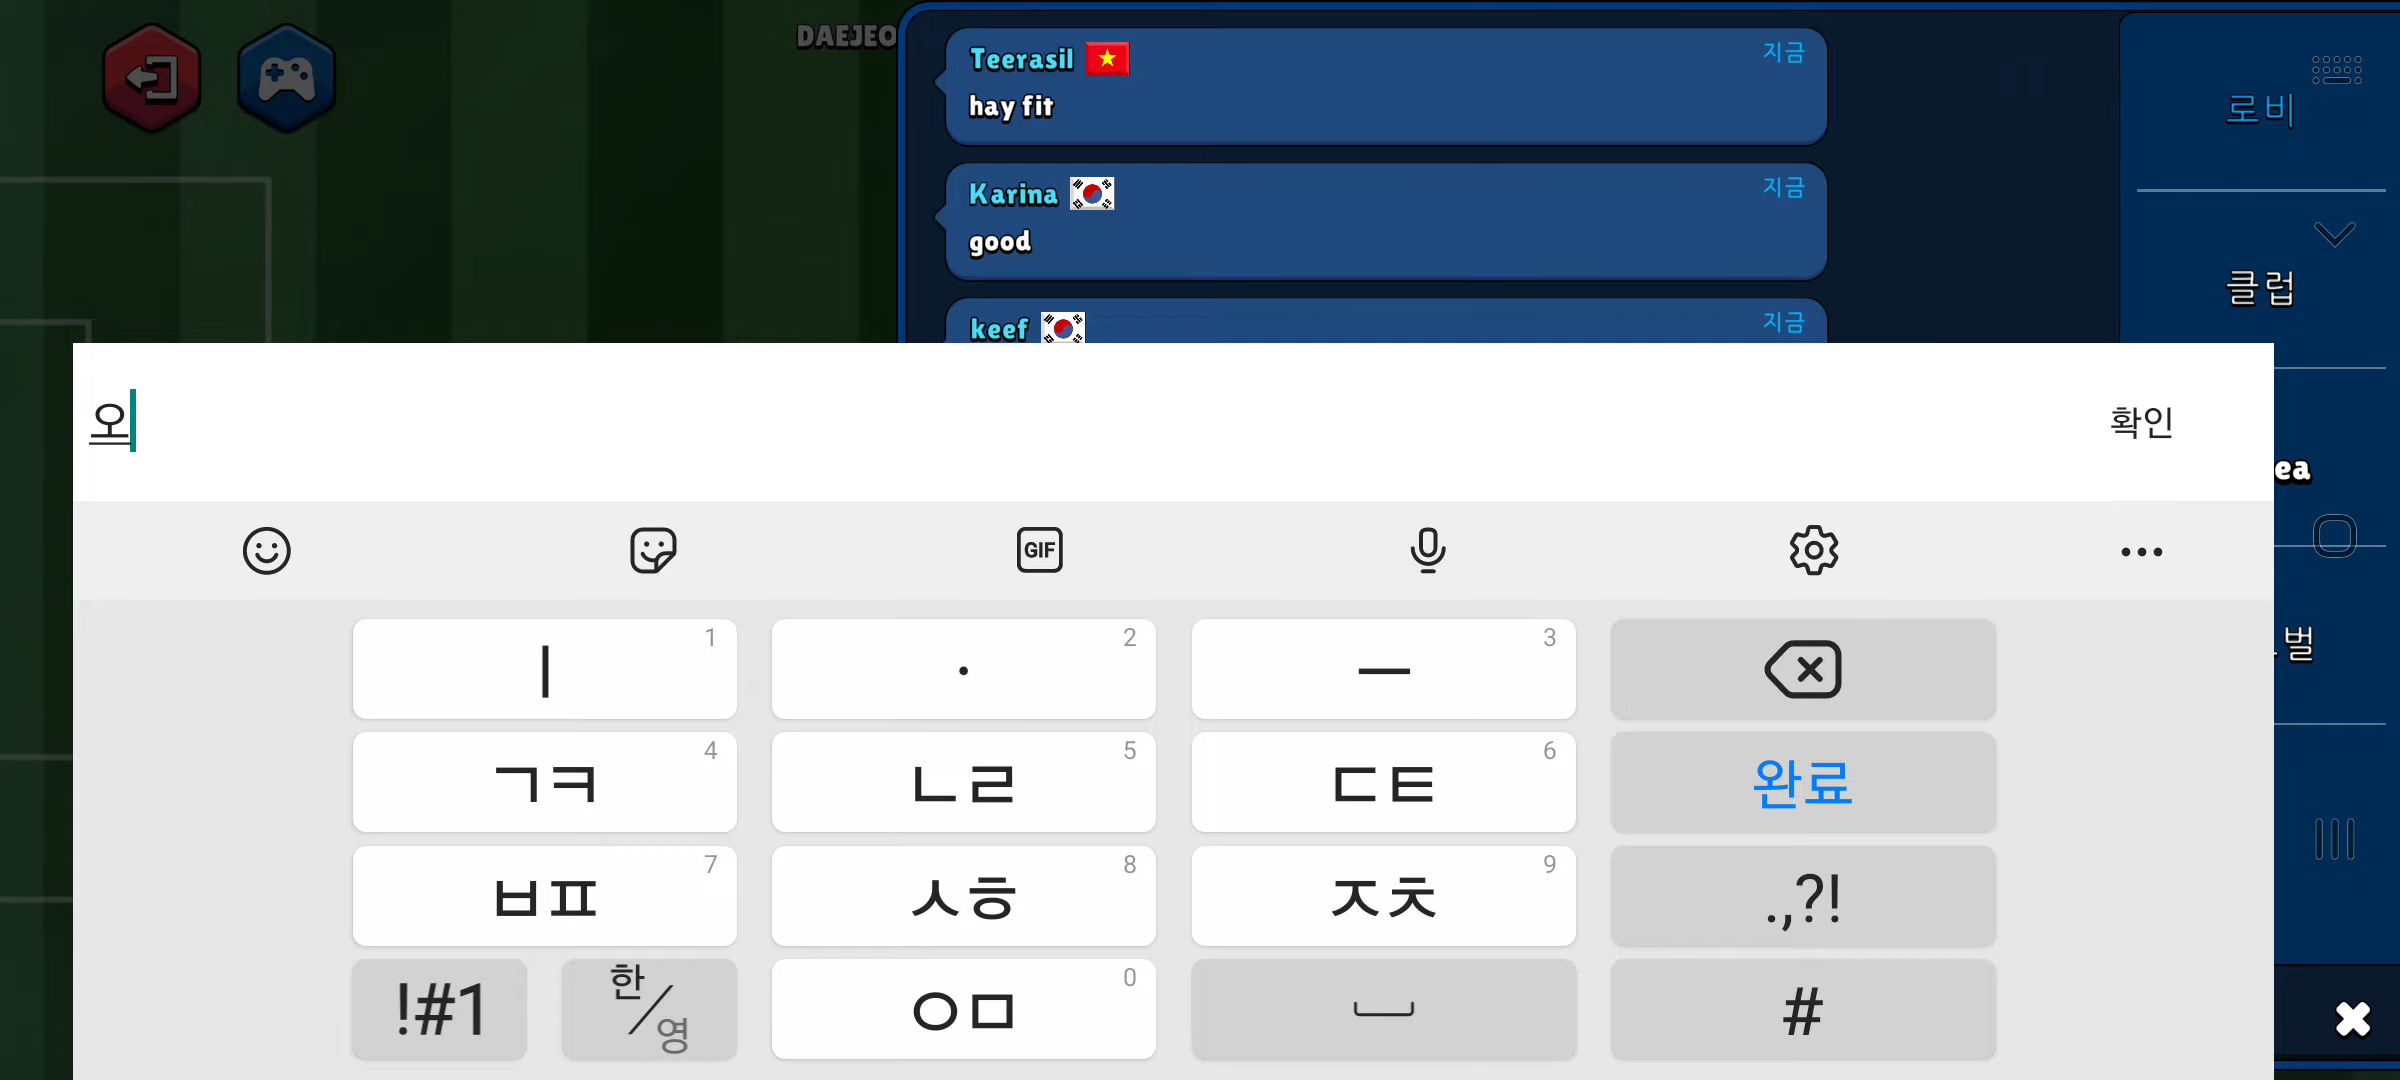 DAEJEO
Teerasil 지금
hay fit
Karina 지금
good
keef 지금
로비
클럽
ea
벌
오 확인
GIF
ㅣ 1 · 2 ㅡ 3
ㄱㅋ 4 ㄴㄹ 5 ㄷㅌ 6 완료
ㅂㅍ 7 ㅅㅎ 8 ㅈㅊ 9 .,?!
!#1 한/영 ㅇㅁ 0 #